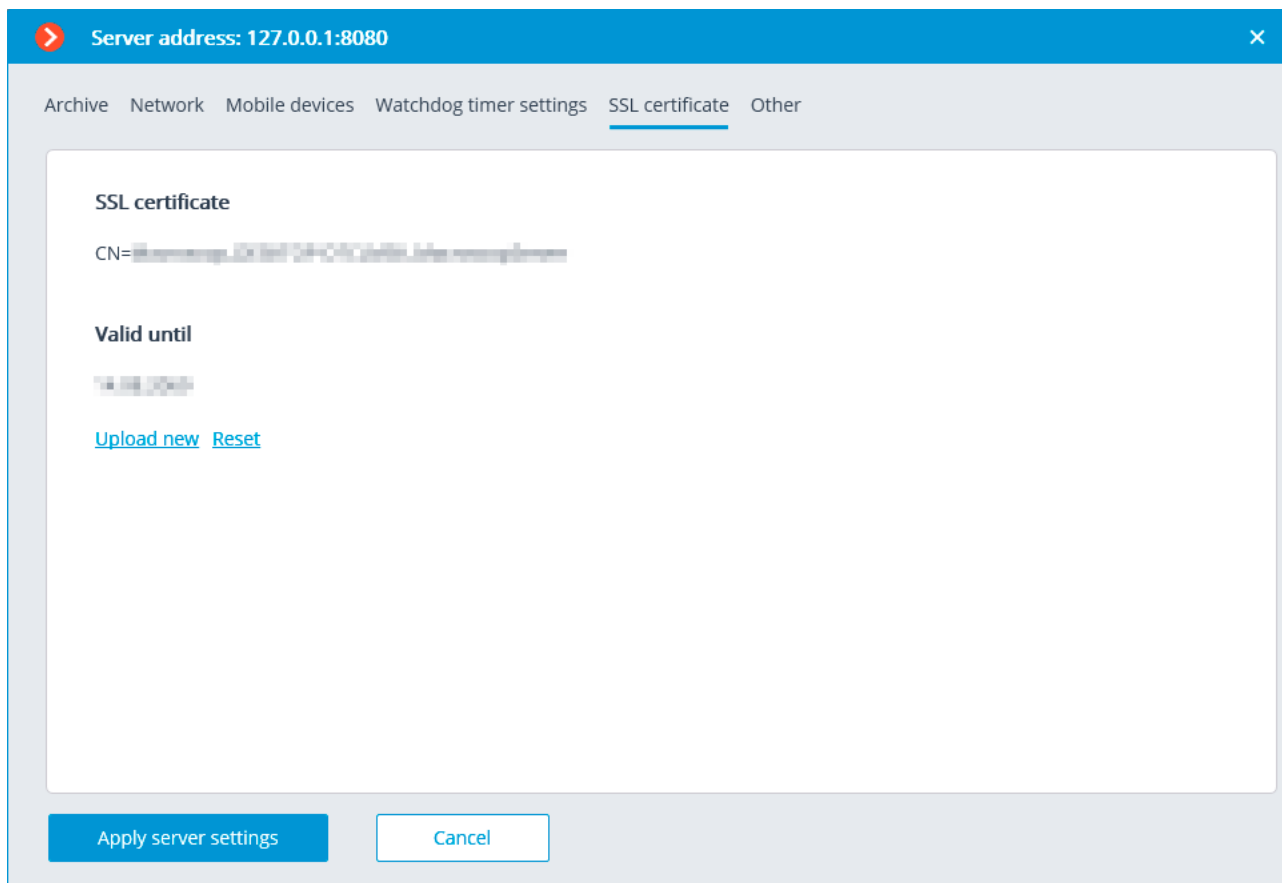 Server address: 127.0.0.1:8080
Archive Network Mobile devices Watchdog timer settings SSL certificate Other
SSL certificate
CN=
Valid until
Upload new Reset
Apply server settings Cancel